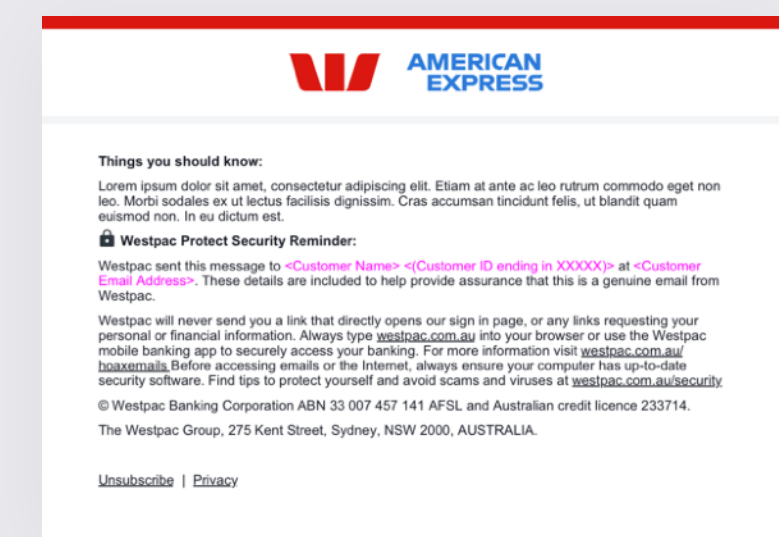 AMERICAN
EXPRESS
Things you should know:
Lorem ipsum dolor sit amet, consectetur adipiscing elit. Etiam at ante ac leo rutrum commodo eget non
leo. Morbi sodales ex ut lectus facilisis dignissim. Cras accumsan tincidunt felis, ut blandit quam
euismod non. In eu dictum est.
Westpac Protect Security Reminder:
Westpac sent this message to <Customer Name> <(Customer ID ending in XXXXX)> at <Customer
Email Address>. These details are included to help provide assurance that this is a genuine email from
Westpac.
Westpac will never send you a link that directly opens our sign in page, or any links requesting your
personal or financial information. Always type westpac.com.au into your browser or use the Westpac
mobile banking app to securely access your banking. For more information visit westpac.com.au/
hoaxemails Before accessing emails or the Internet, always ensure your computer has up-to-date
security software. Find tips to protect yourself and avoid scams and viruses at westpac.com.au/security
© Westpac Banking Corporation ABN 33 007 457 141 AFSL and Australian credit licence 233714.
The Westpac Group, 275 Kent Street, Sydney, NSW 2000, AUSTRALIA.
Unsubscribe | Privacy